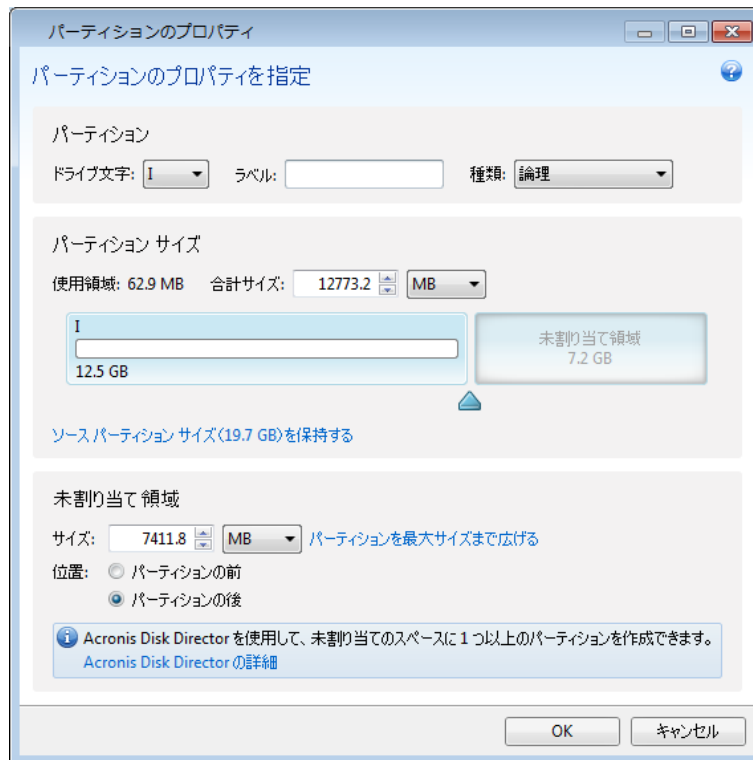 パーティションのプロパティ
パーティションのプロパティを指定
パーティション
ドライブ文字: I ラベル: 種類: 論理
パーティション サイズ
使用領域: 62.9 MB 合計サイズ: 12773.2 MB
I
12.5 GB
未割り当て領域
7.2 GB
ソース パーティション サイズ(19.7 GB)を保持する
未割り当て領域
サイズ: 7411.8 MB パーティションを最大サイズまで広げる
位置: パーティションの前
パーティションの後
Acronis Disk Director を使用して、未割り当てのスペースに 1 つ以上のパーティションを作成できます。
Acronis Disk Director の詳細
OK キャンセル